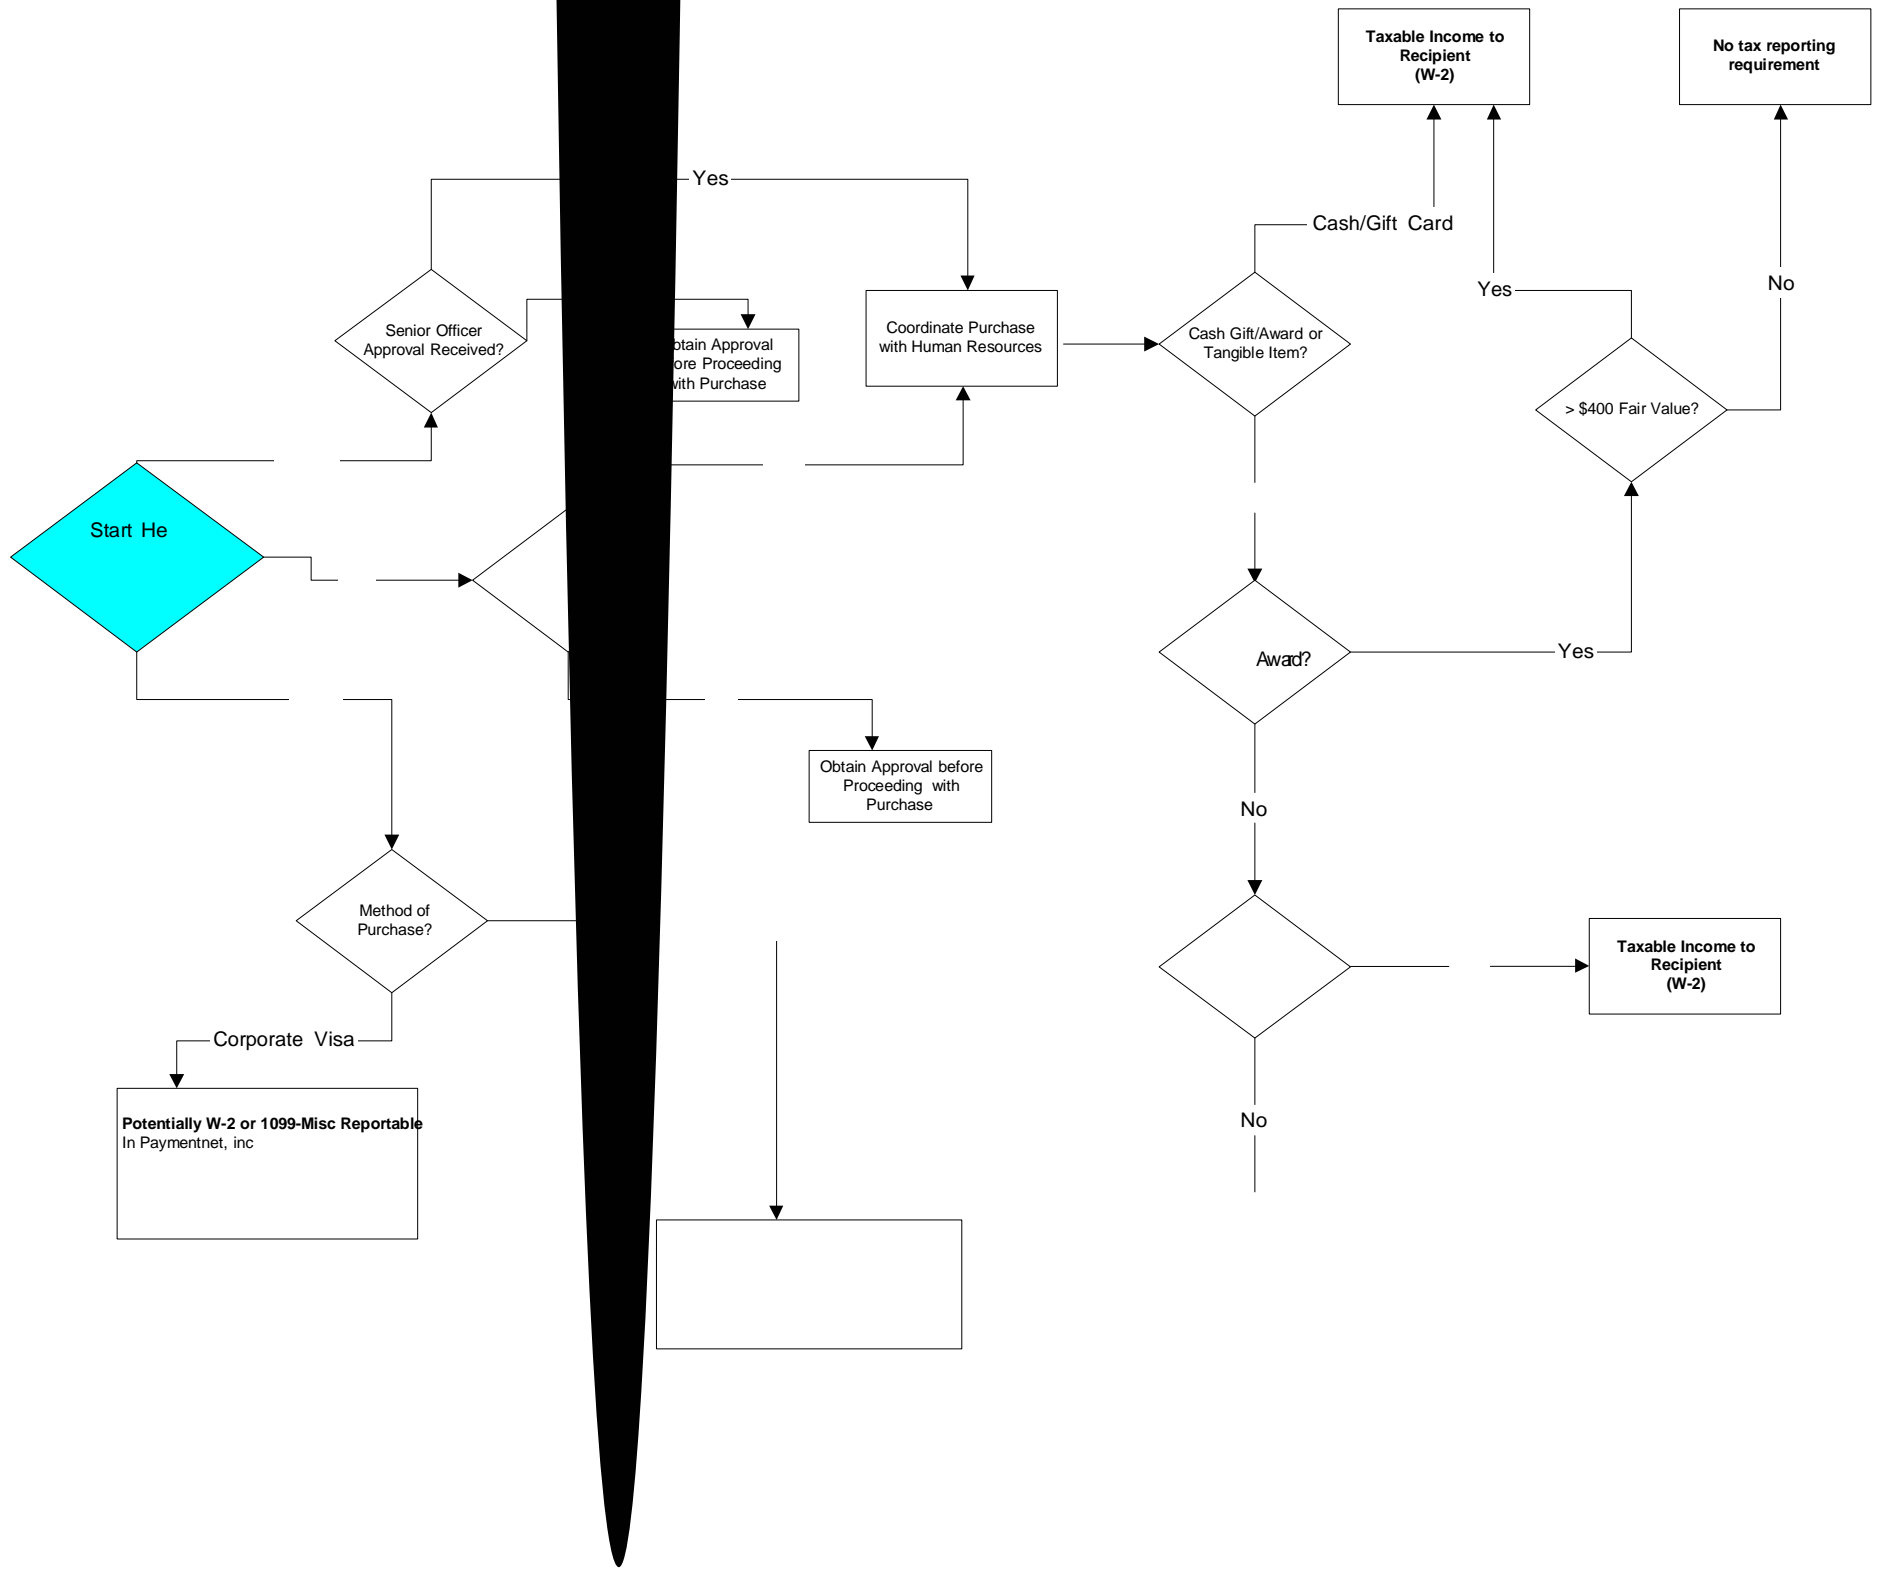 Taxable Income to
Recipient
(W-2)
No tax reporting
requirement
Yes
Cash/Gift Card
Yes
No
Senior Officer
Approval Received?
Coordinate Purchase
with Human Resources
Cash Gift/Award or
Tangible Item?
Approval
Proceeding
Purchase
> $400 Fair Value?
Start He
Award?
Yes
Obtain Approval before
Proceeding with
Purchase
No
Method of
Purchase?
Taxable Income to
Recipient
(W-2)
Corporate Visa
Potentially W-2 or 1099-Misc Reportable
In Paymentnet, inc
No